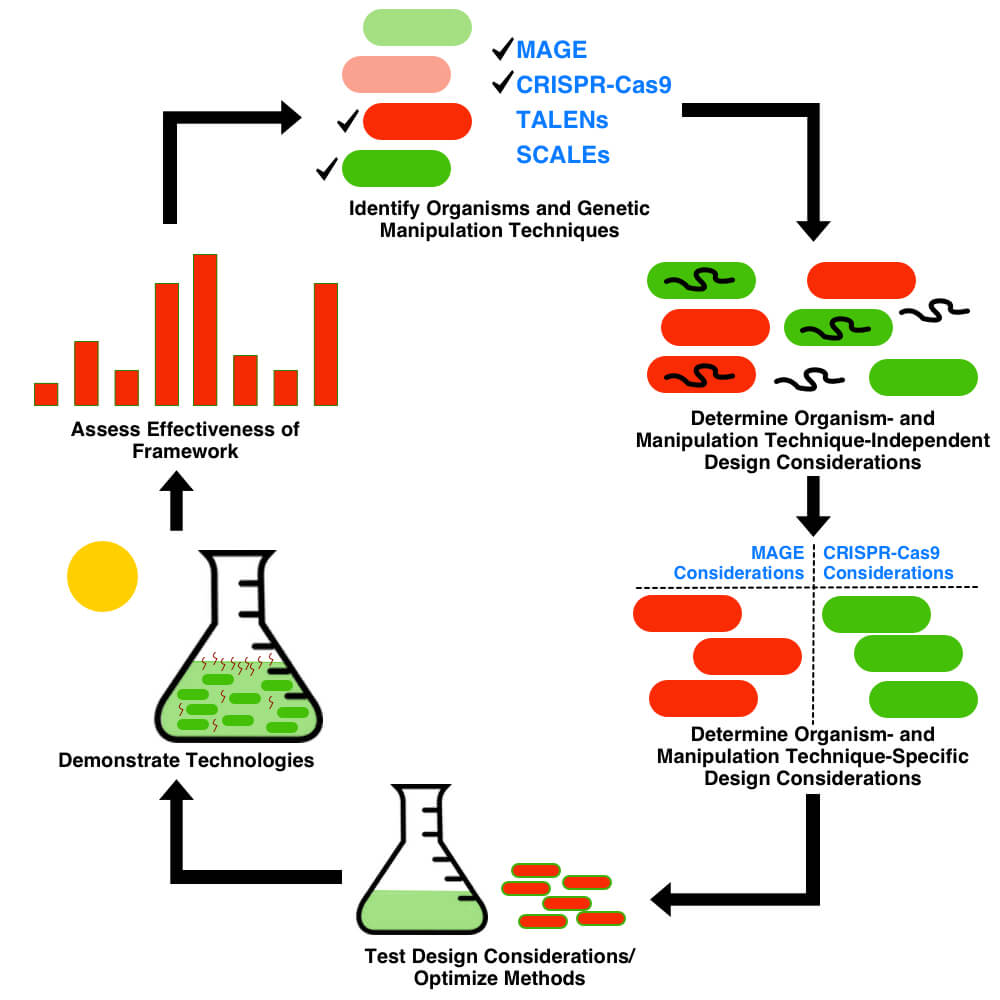 MAGE
CRISPR-Cas9
TALENs
SCALEs
Identify Organisms and Genetic
Manipulation Techniques
Determine Organism- and
Manipulation Technique-Independent
Design Considerations
MAGE
Considerations
CRISPR-Cas9
Considerations
Determine Organism- and
Manipulation Technique-Specific
Design Considerations
Test Design Considerations/
Optimize Methods
Demonstrate Technologies
Assess Effectiveness of
Framework